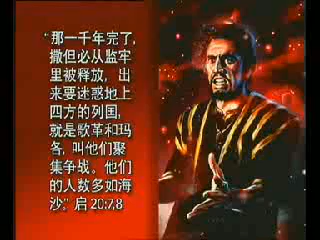 “那一千年完了,
撒但必从监牢
里被释放，出
来要迷惑地上
四方的列国，
就是歌革和玛
各，叫他们聚
集争战。他们
的人数多如海
沙” 启 20:7,8